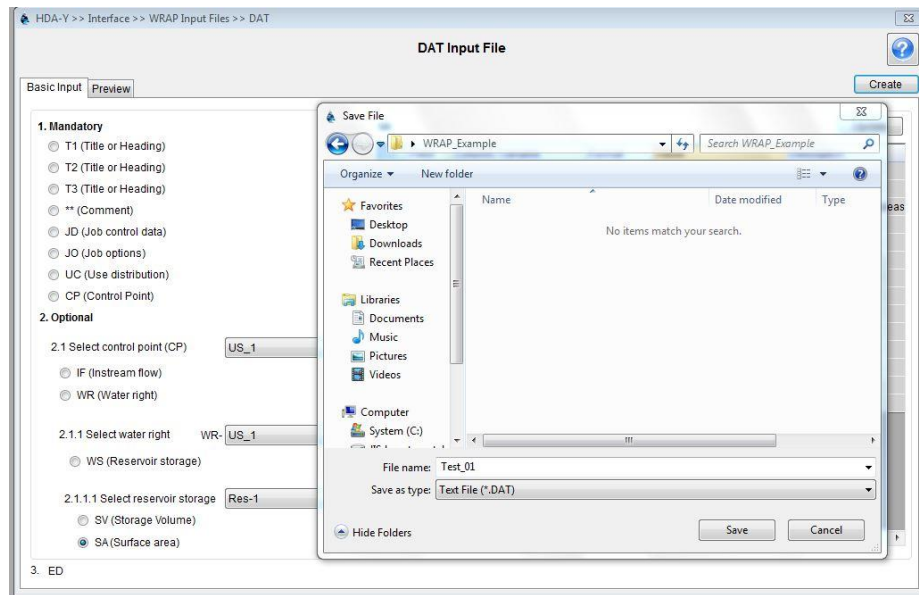 HDA-Y >> Interface >> WRAP Input Files >> DAT
DAT Input File
Basic Input Preview
Create
1. Mandatory
T1 (Title or Heading)
T2 (Title or Heading)
T3 (Title or Heading)
** (Comment)
JD (Job control data)
JO (Job options)
UC (Use distribution)
CP (Control Point)
2. Optional
2.1 Select control point (CP) US_1
IF (Instream flow)
WR (Water right)
2.1.1 Select water right WR- US_1
WS (Reservoir storage)
2.1.1.1 Select reservoir storage Res-1
SV (Storage Volume)
SA (Surface area)
3. ED
Save File
WRAP_Example
Search WRAP_Example
Organize New folder
Favorites
Desktop
Downloads
Recent Places
Libraries
Documents
Music
Pictures
Videos
Computer
System (C:)
Name Date modified Type
No items match your search.
File name: Test_01
Save as type: Text File (*.DAT)
Hide Folders
Save Cancel
eas